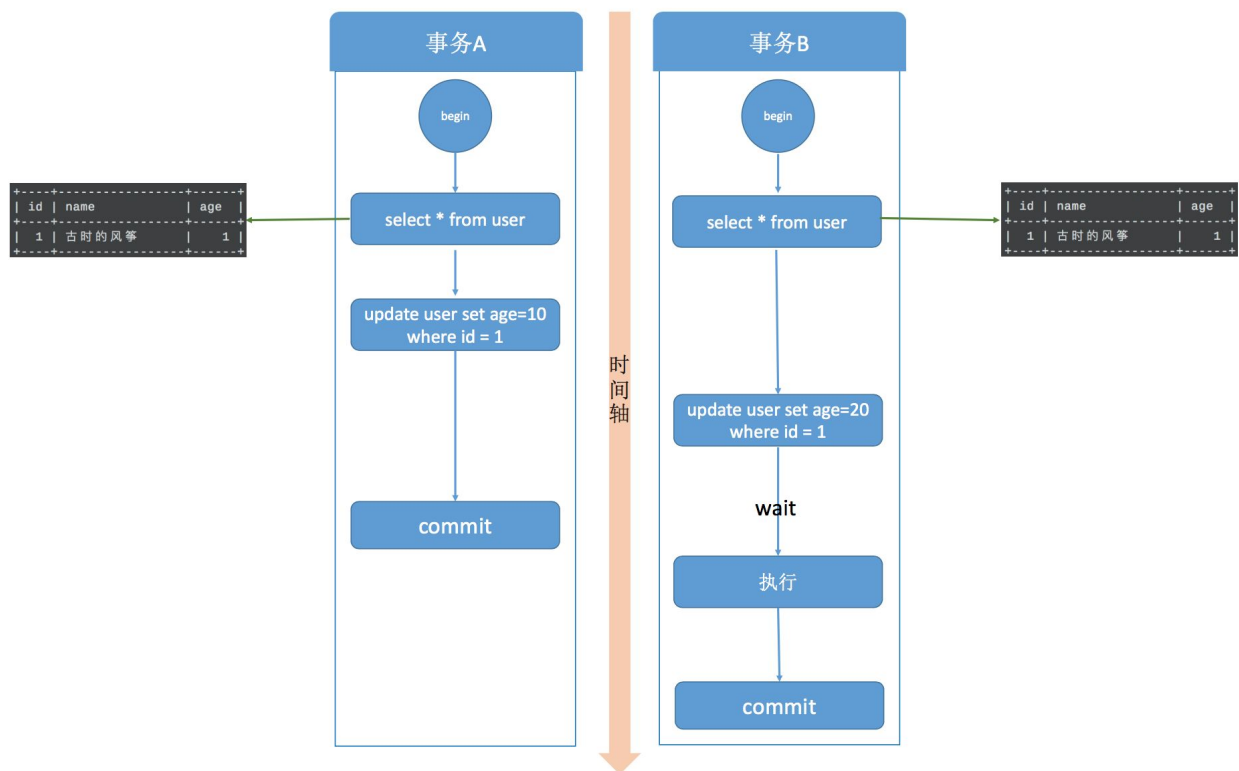 事务A
事务B
begin
begin
+----+-----------------+------+
| id | name | age |
+----+-----------------+------+
| 1 | 古时的风筝 | 1 |
+----+-----------------+------+
select * from user
select * from user
+----+-----------------+------+
| id | name | age |
+----+-----------------+------+
| 1 | 古时的风筝 | 1 |
+----+-----------------+------+
update user set age=10
where id = 1
时
间
轴
update user set age=20
where id = 1
wait
commit
执行
commit